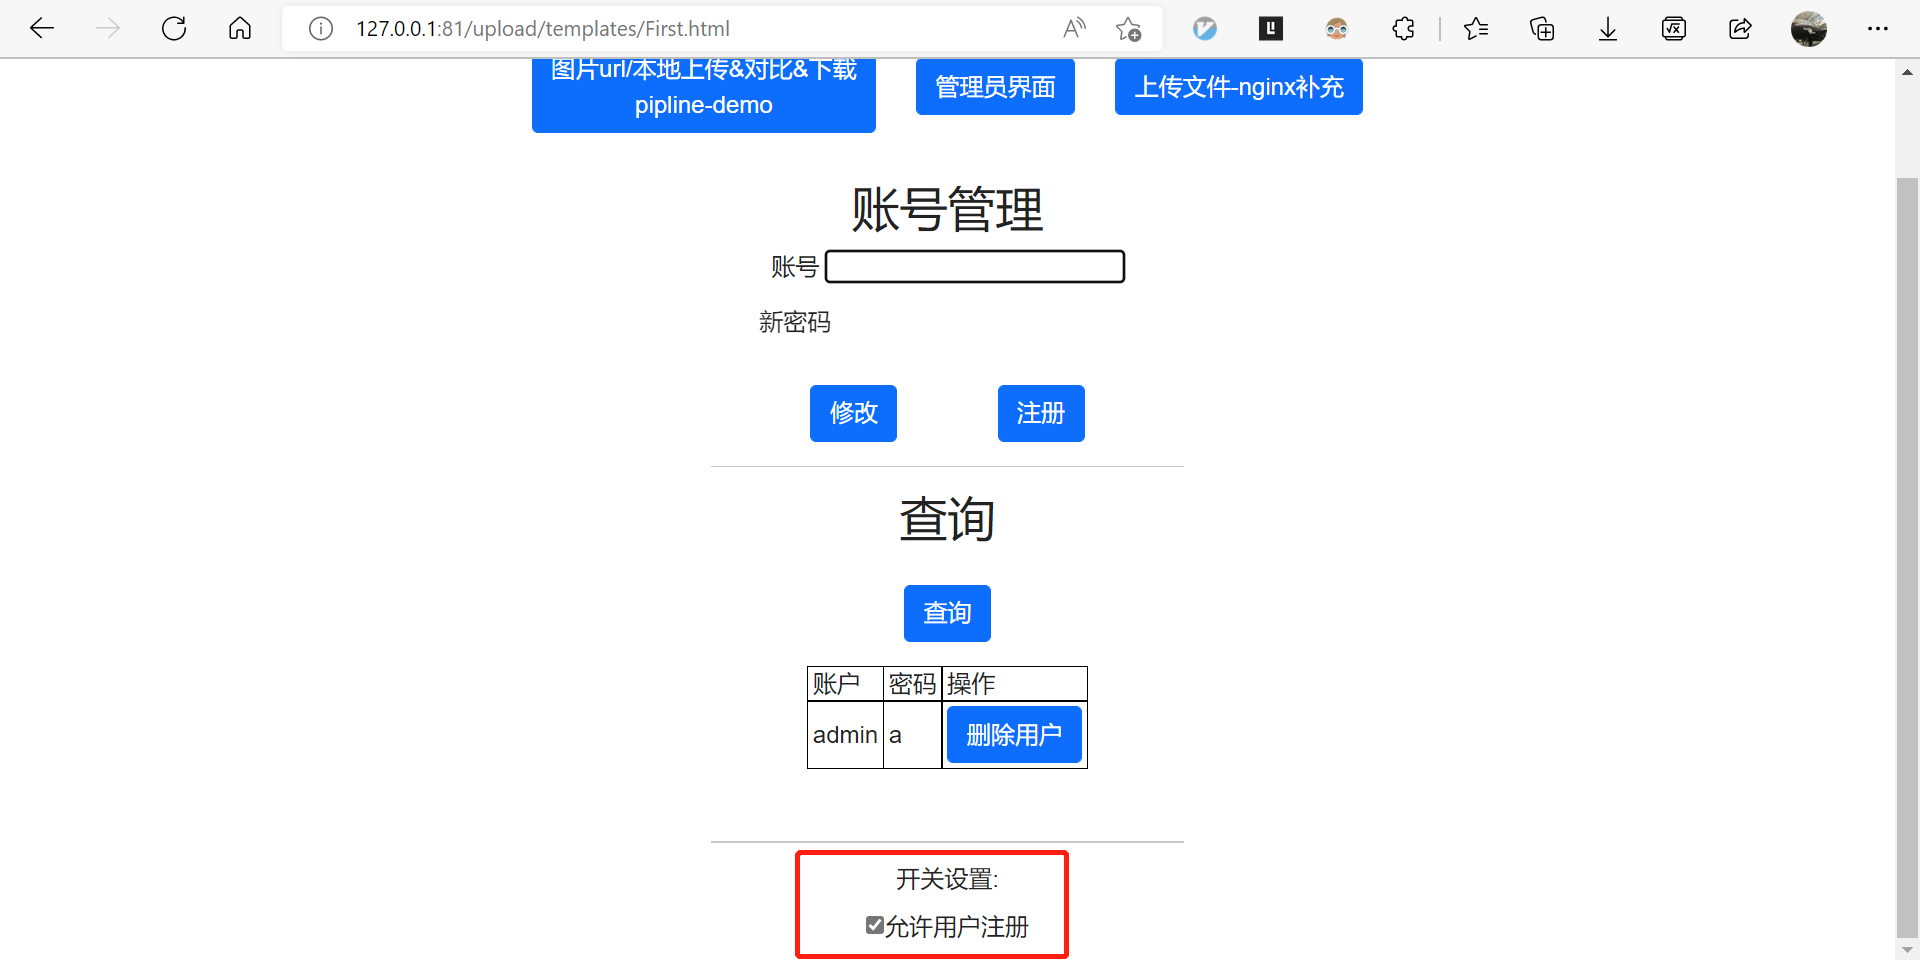 127.0.0.1:81/upload/templates/First.html
图片url/本地上传&对比&下载
pipline-demo
管理员界面
上传文件-nginx补充
账号管理
账号
新密码
修改
注册
查询
查询
账户 密码 操作
admin a 删除用户
开关设置:
允许用户注册